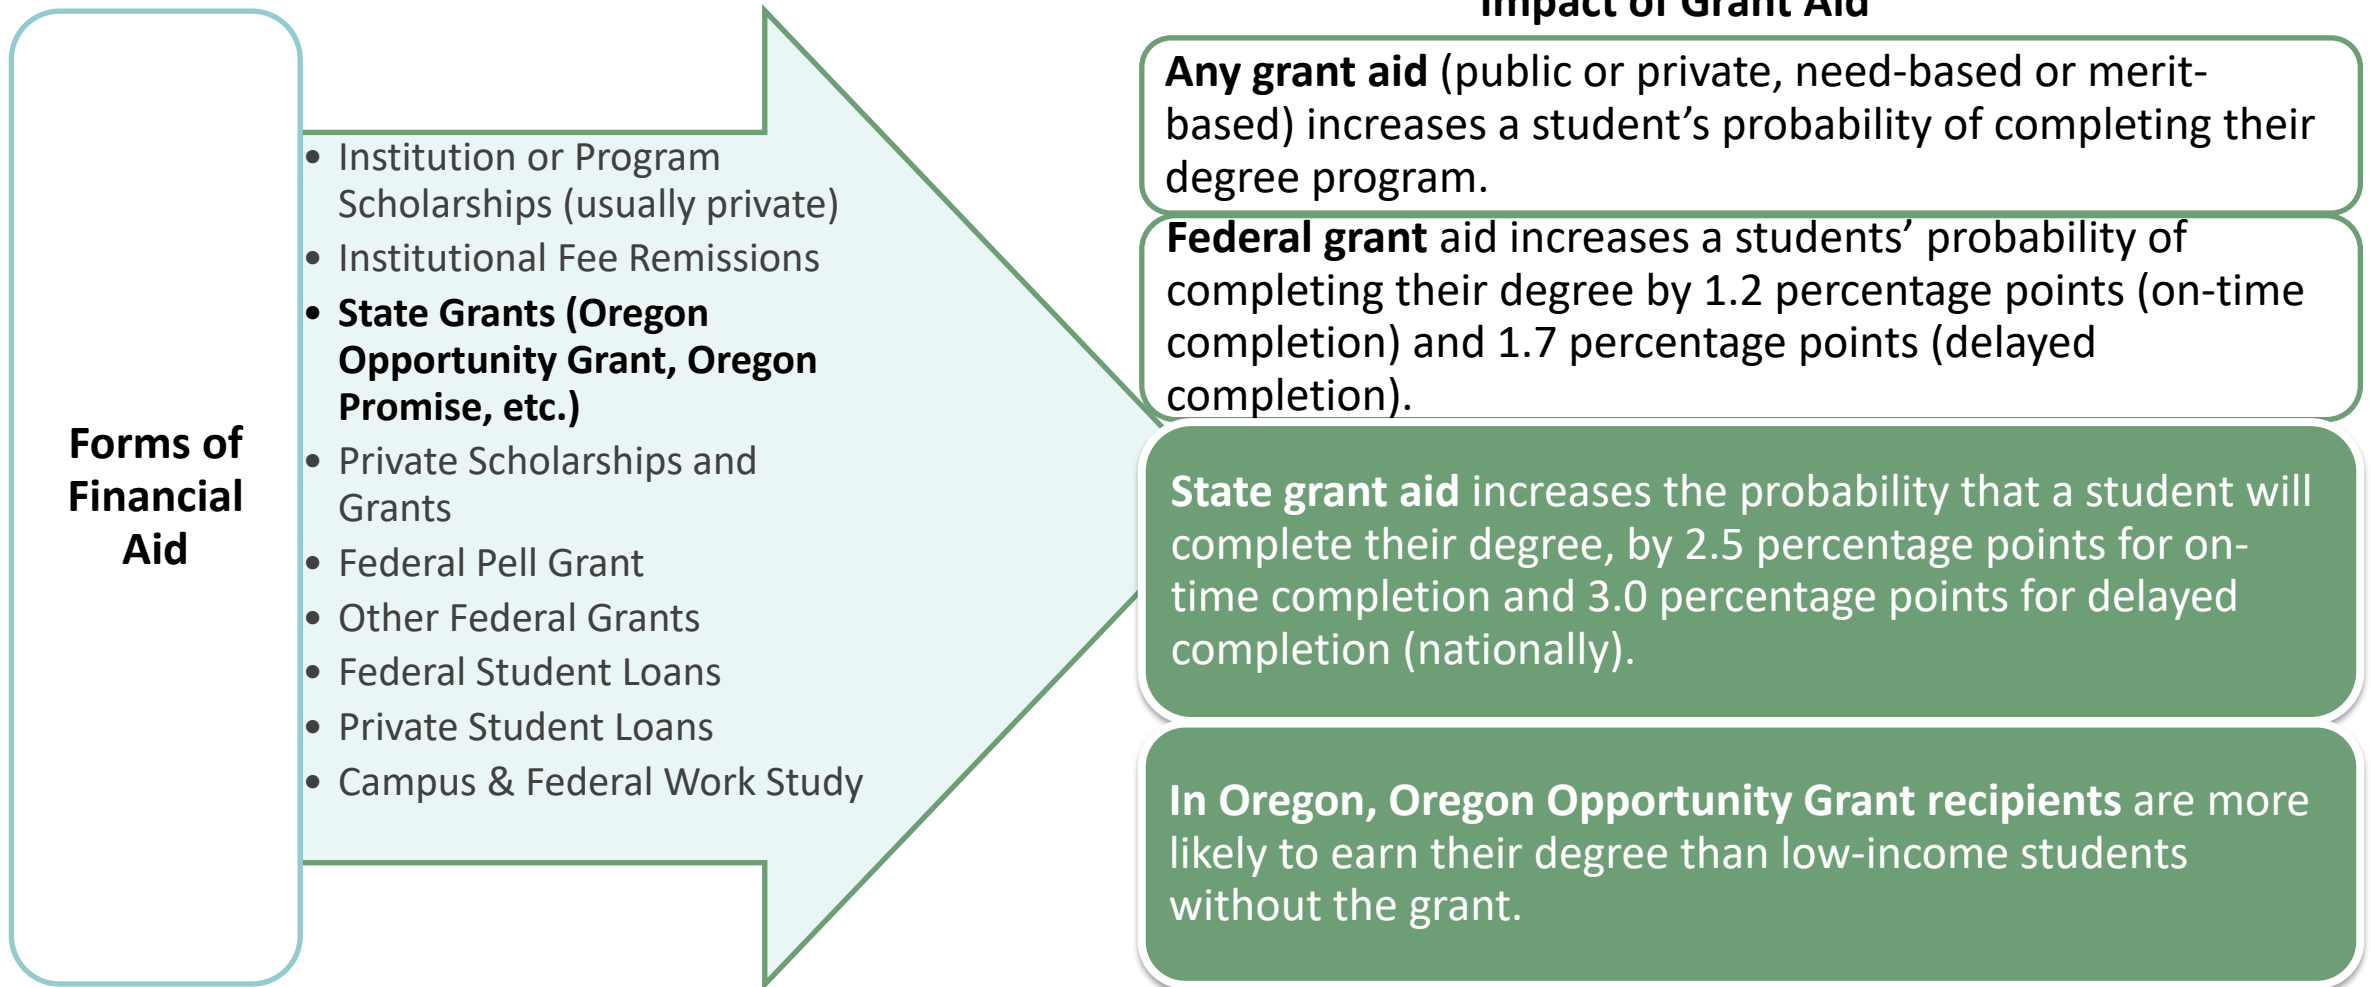 Forms of
Financial
Aid
• Institution or Program
Scholarships (usually private)
• Institutional Fee Remissions
• State Grants (Oregon
Opportunity Grant, Oregon
Promise, etc.)
• Private Scholarships and
Grants
• Federal Pell Grant
• Other Federal Grants
• Federal Student Loans
• Private Student Loans
• Campus & Federal Work Study
Impact of Grant Aid
Any grant aid (public or private, need-based or merit-
based) increases a student’s probability of completing their
degree program.
Federal grant aid increases a students’ probability of
completing their degree by 1.2 percentage points (on-time
completion) and 1.7 percentage points (delayed
completion).
State grant aid increases the probability that a student will
complete their degree, by 2.5 percentage points for on-
time completion and 3.0 percentage points for delayed
completion (nationally).
In Oregon, Oregon Opportunity Grant recipients are more
likely to earn their degree than low-income students
without the grant.